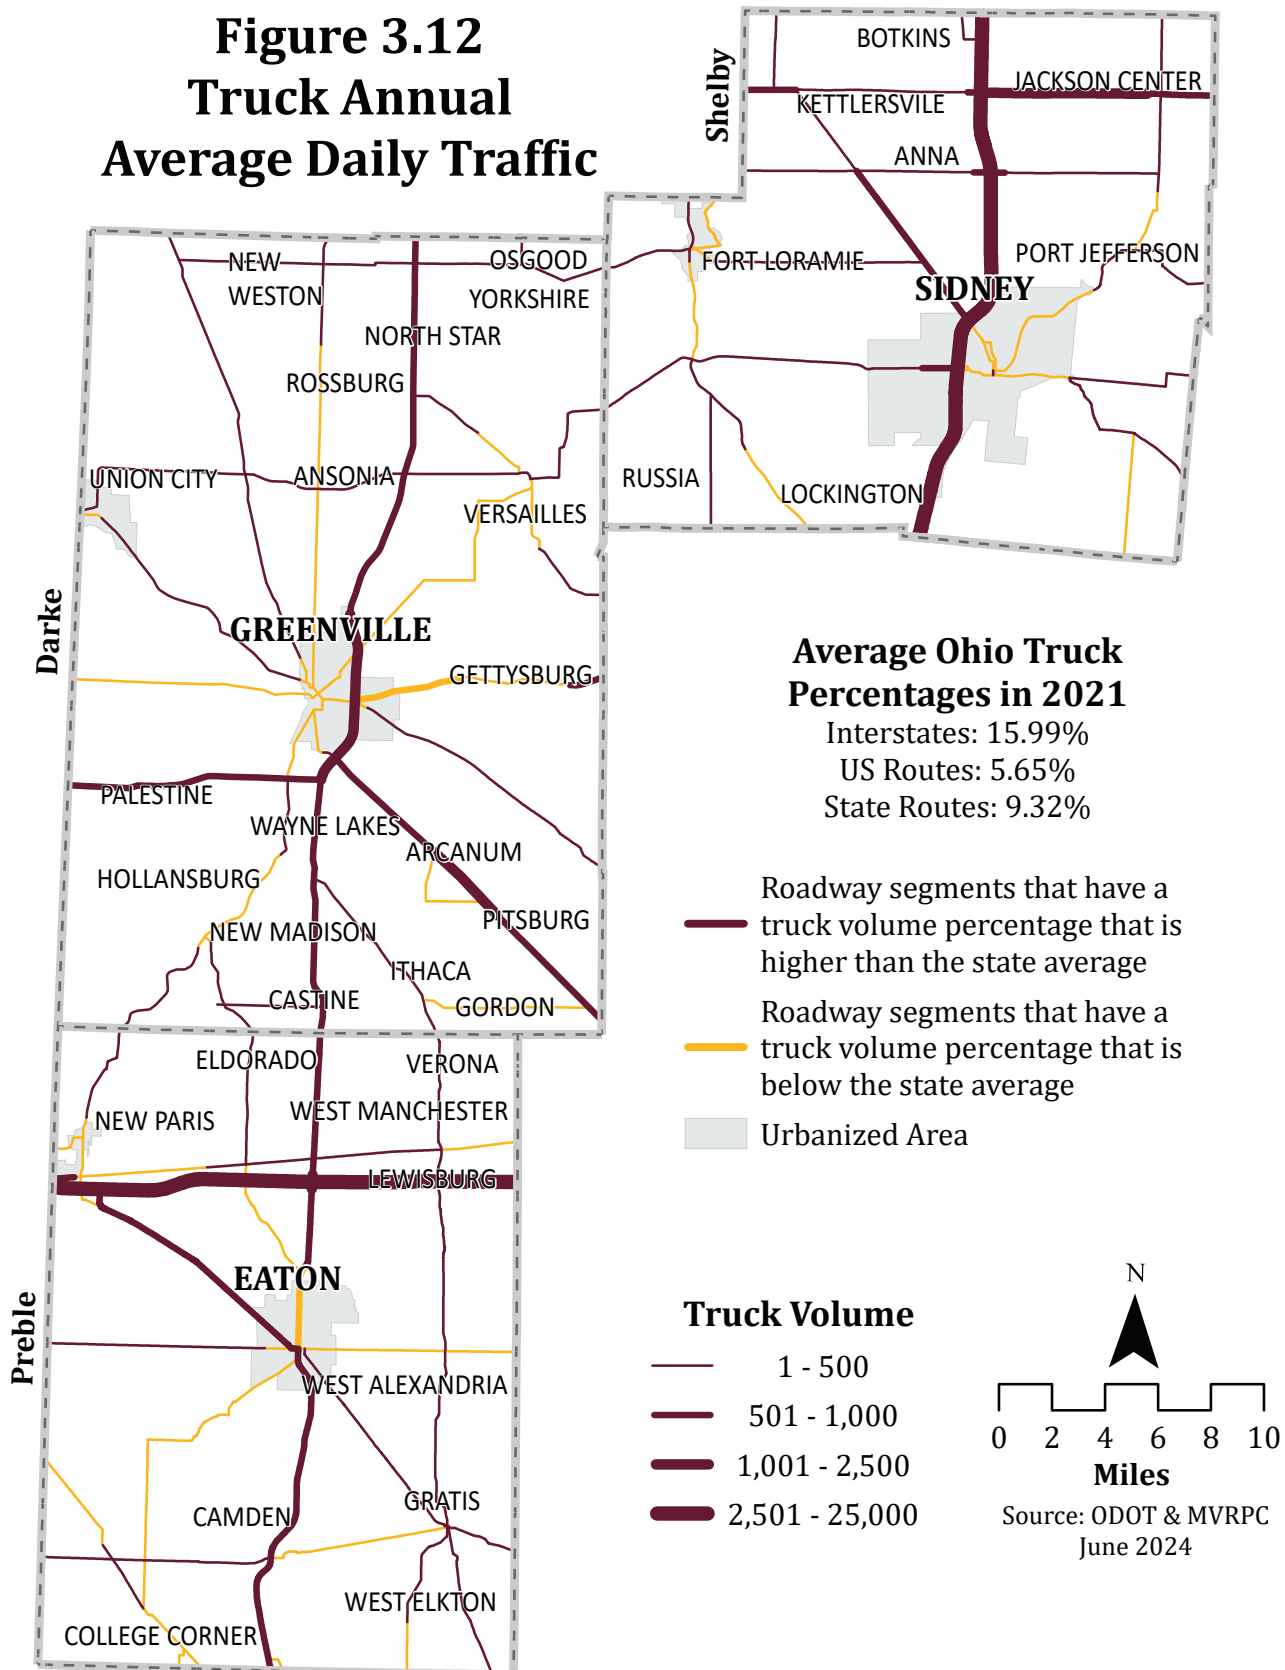 Figure 3.12
Truck Annual
Average Daily Traffic
Shelby
BOTKINS
JACKSON CENTER
KETTLERSVILE
ANNA
FORT LORAMIE
PORT JEFFERSON
SIDNEY
RUSSIA
LOCKINGTON
Darke
NEW
WESTON
OSGOOD
YORKSHIRE
NORTH STAR
ROSSBURG
UNION CITY
ANSONIA
VERSAILLES
GREENVILLE
GETTYSBURG
PALESTINE
WAYNE LAKES
ARCANUM
HOLLANSBURG
PITSBURG
NEW MADISON
ITHACA
CASTINE
GORDON
Preble
ELDORADO
VERONA
NEW PARIS
WEST MANCHESTER
LEWISBURG
EATON
WEST ALEXANDRIA
CAMDEN
GRATIS
WEST ELKTON
COLLEGE CORNER
Average Ohio Truck
Percentages in 2021
Interstates: 15.99%
US Routes: 5.65%
State Routes: 9.32%
Roadway segments that have a
truck volume percentage that is
higher than the state average
Roadway segments that have a
truck volume percentage that is
below the state average
Urbanized Area
Truck Volume
1 - 500
501 - 1,000
1,001 - 2,500
2,501 - 25,000
N
0 2 4 6 8 10
Miles
Source: ODOT & MVRPC
June 2024